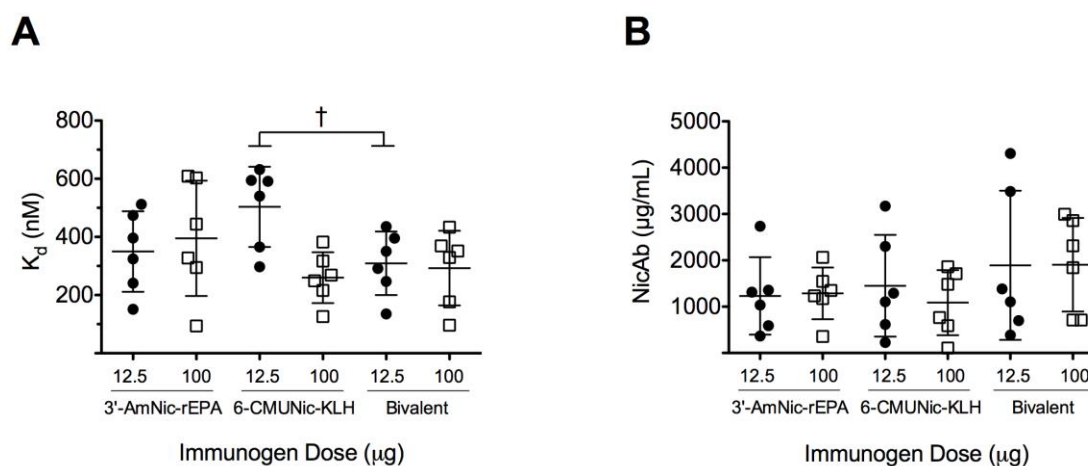 A
†
800
600
400
200
Kd (nM)
12.5 100 12.5 100 12.5 100
3'-AmNic-rEPA 6-CMUNic-KLH Bivalent
Immunogen Dose (μg)
B
5000
4000
3000
2000
1000
NicAb (μg/mL)
12.5 100 12.5 100 12.5 100
3'-AmNic-rEPA 6-CMUNic-KLH Bivalent
Immunogen Dose (μg)